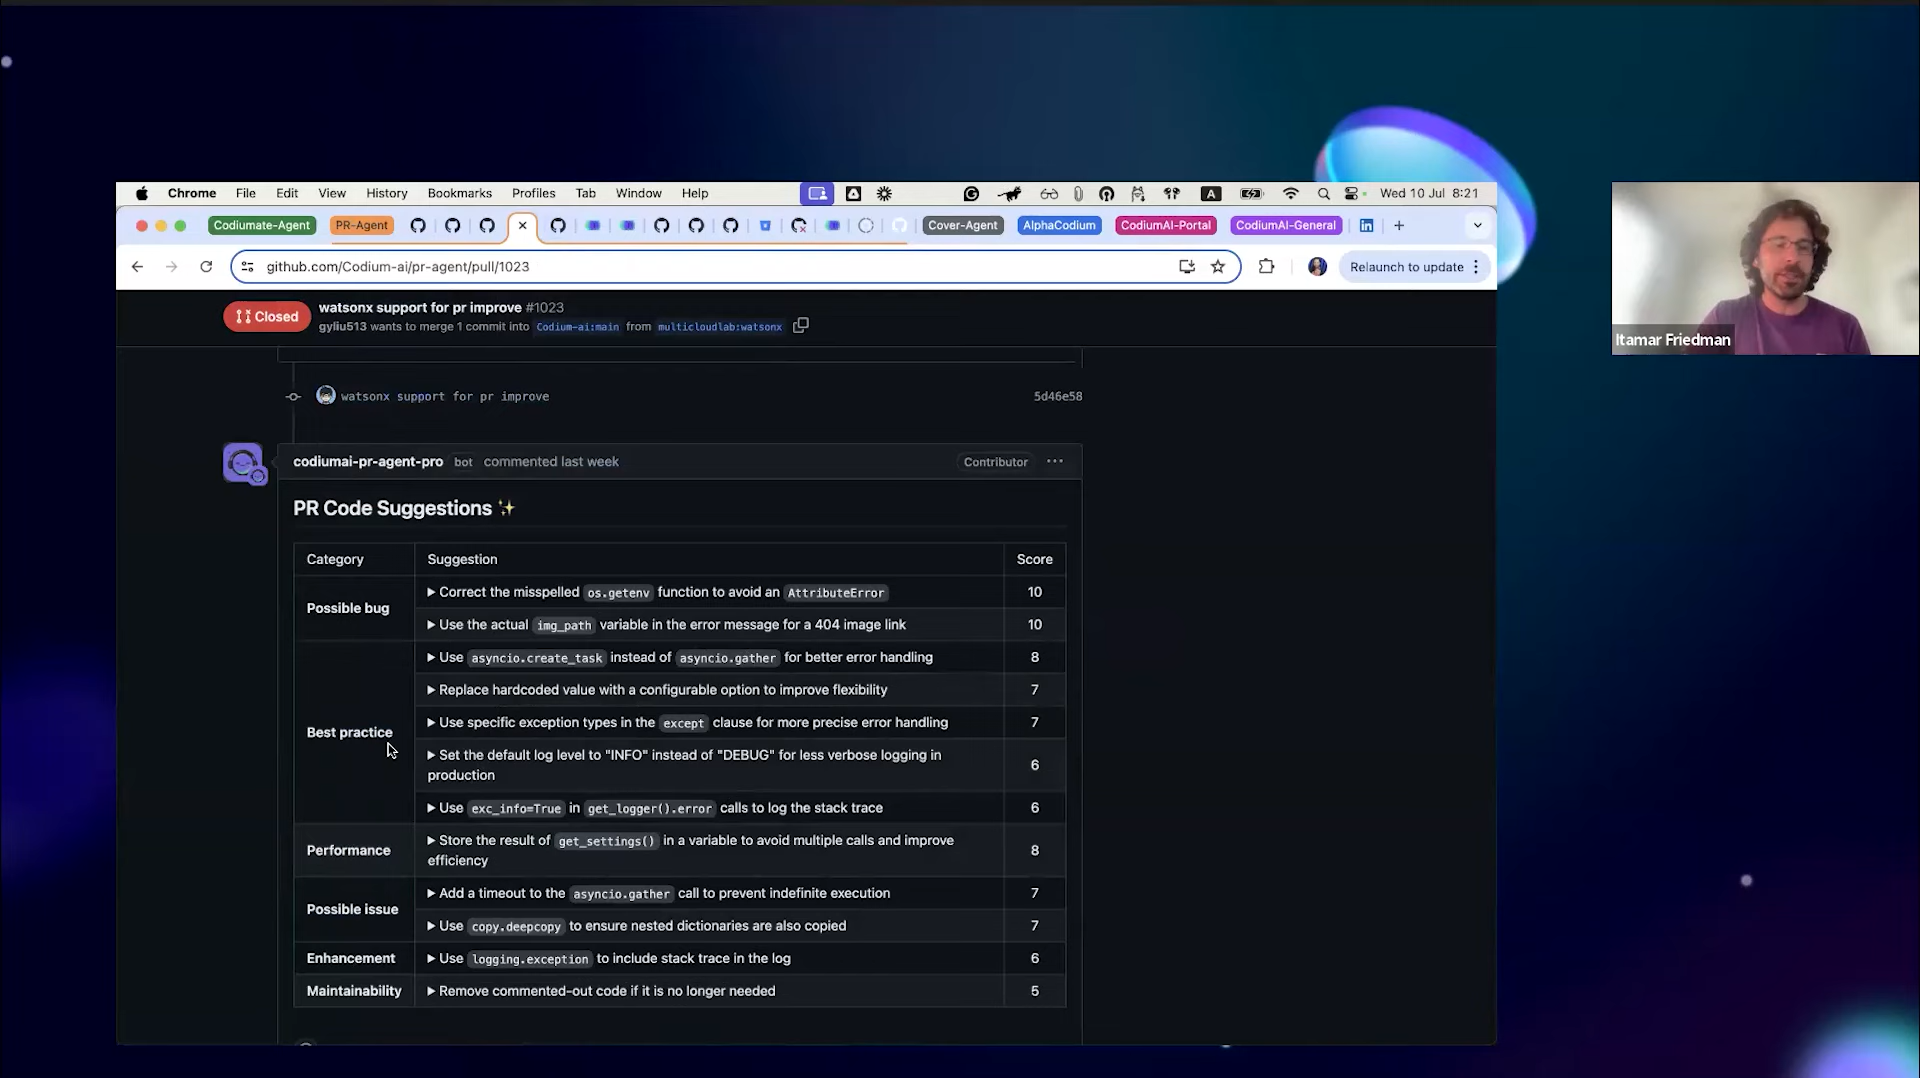 Chrome File Edit View History Bookmarks Profiles Tab Window Help A Wed 10 Jul 8:21
Codiumate-Agent PR-Agent Cover-Agent AlphaCodium CodiumAI-Portal CodiumAI-General
github.com/Codium-ai/pr-agent/pull/1023 Relaunch to update
Closed
watsonx support for pr improve #1023
gyliu513 wants to merge 1 commit into Codium-ai:main from multicloudlab:watsonx
Itamar Friedman
watsonx support for pr improve 5d46e58
codiumai-pr-agent-pro bot commented last week Contributor
PR Code Suggestions ✨
Category Suggestion Score
Possible bug
Correct the misspelled os.getenv function to avoid an AttributeError 10
Use the actual img_path variable in the error message for a 404 image link 10
Best practice
Use asyncio.create_task instead of asyncio.gather for better error handling 8
Replace hardcoded value with a configurable option to improve flexibility 7
Use specific exception types in the except clause for more precise error handling 7
Set the default log level to "INFO" instead of "DEBUG" for less verbose logging in
production 6
Use exc_info=True in get_logger().error calls to log the stack trace 6
Performance
Store the result of get_settings() in a variable to avoid multiple calls and improve
efficiency 8
Possible issue
Add a timeout to the asyncio.gather call to prevent indefinite execution 7
Use copy.deepcopy to ensure nested dictionaries are also copied 7
Enhancement Use logging.exception to include stack trace in the log 6
Maintainability Remove commented-out code if it is no longer needed 5